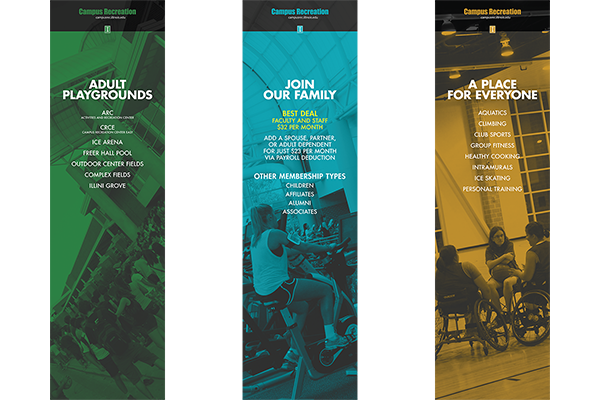 Campus Recreation
campusrec.illinois.edu
I
ADULT
PLAYGROUNDS
ARC
ACTIVITIES AND RECREATION CENTER
CRCE
CAMPUS RECREATION CENTER EAST
ICE ARENA
FREER HALL POOL
OUTDOOR CENTER FIELDS
COMPLEX FIELDS
ILLINI GROVE
Campus Recreation
campusrec.illinois.edu
I
JOIN
OUR FAMILY
BEST DEAL
FACULTY AND STAFF
$32 PER MONTH
ADD A SPOUSE, PARTNER,
OR ADULT DEPENDENT
FOR JUST $23 PER MONTH
VIA PAYROLL DEDUCTION
OTHER MEMBERSHIP TYPES
CHILDREN
AFFILIATES
ALUMNI
ASSOCIATES
Campus Recreation
campusrec.illinois.edu
I
A PLACE
FOR EVERYONE
AQUATICS
CLIMBING
CLUB SPORTS
GROUP FITNESS
HEALTHY COOKING
INTRAMURALS
ICE SKATING
PERSONAL TRAINING